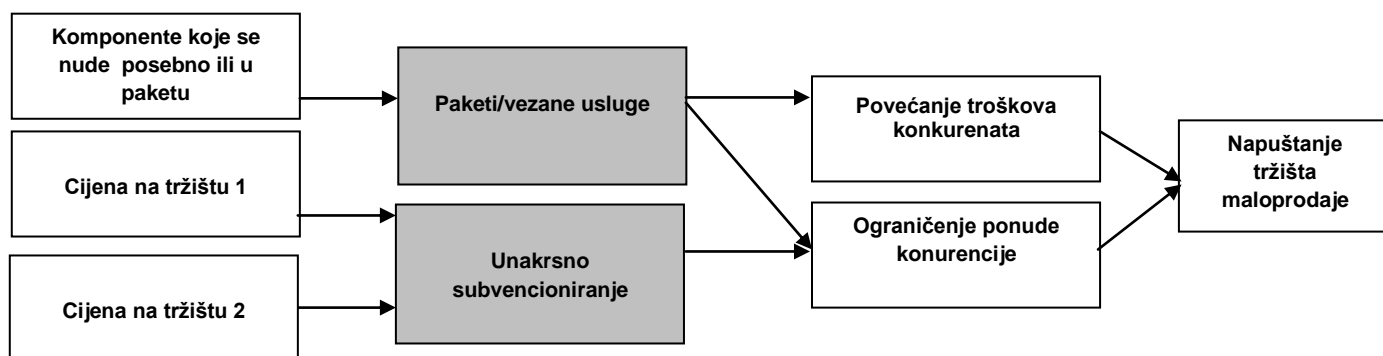 Komponente koje se
nude posebno ili u
paketu
Cijena na tržištu 1
Cijena na tržištu 2
Paketi/vezane usluge
Unakrsno
subvencioniranje
Povećanje troškova
konkurenata
Ograničenje ponude
konurencije
Napuštanje
tržišta
maloprodaje